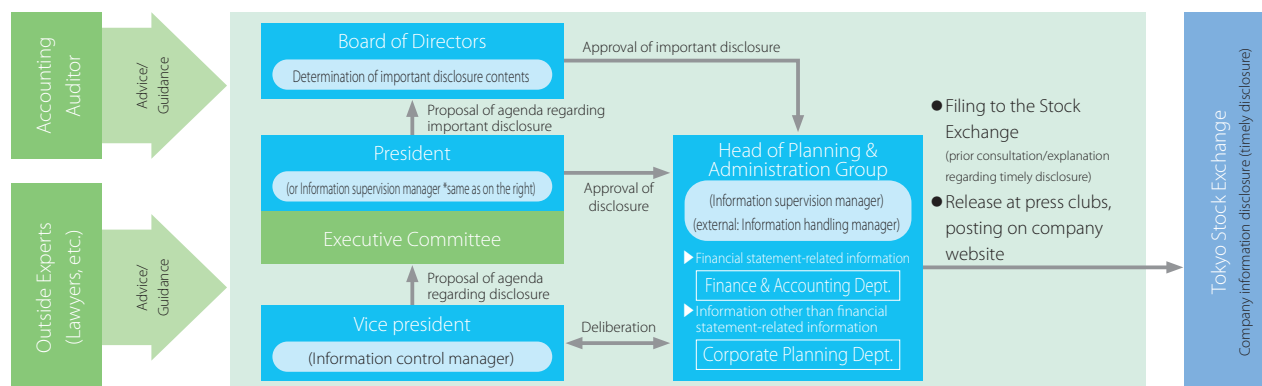 Accounting
Auditor
Advice/
Guidance
Outside Experts
(Lawyers, etc.)
Advice/
Guidance
Board of Directors
Determination of important disclosure contents
Approval of important disclosure
Proposal of agenda regarding
important disclosure
President
(or Information supervision manager *same as on the right)
Executive Committee
Approval of
disclosure
Proposal of agenda
regarding disclosure
Vice president
(Information control manager)
Deliberation
Head of Planning &
Administration Group
(Information supervision manager)
(external: Information handling manager)
▶Financial statement-related information
Finance & Accounting Dept.
▶Information other than financial
statement-related information
Corporate Planning Dept.
●Filing to the Stock
Exchange
(prior consultation/explanation
regarding timely disclosure)
●Release at press clubs,
posting on company
website
Tokyo Stock Exchange
Company information disclosure (timely disclosure)